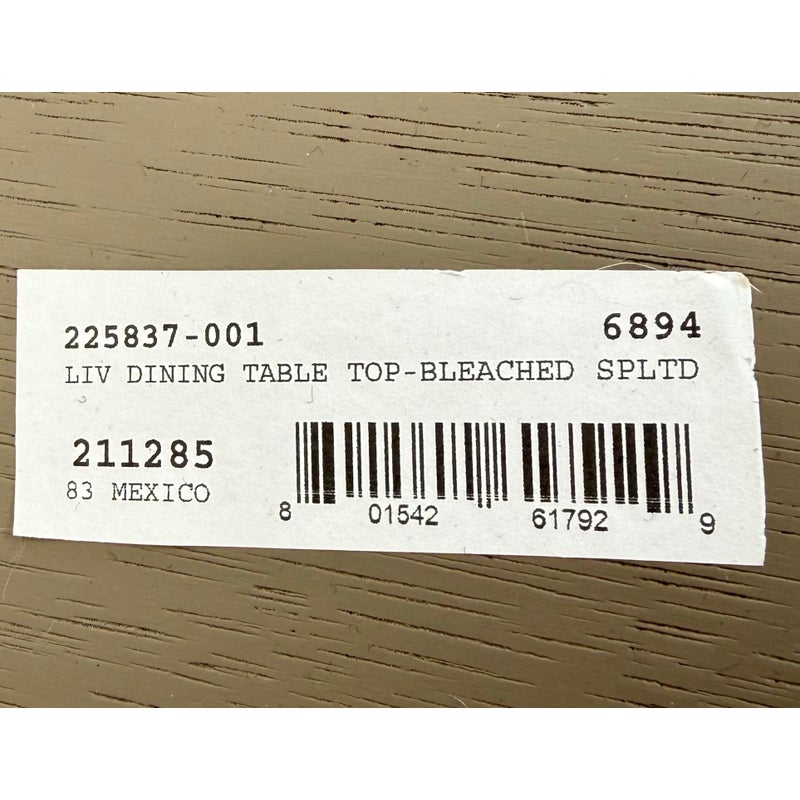 225837-001 6894
LIV DINING TABLE TOP-BLEACHED SPLTD
211285
83 MEXICO
8 01542 61792 9